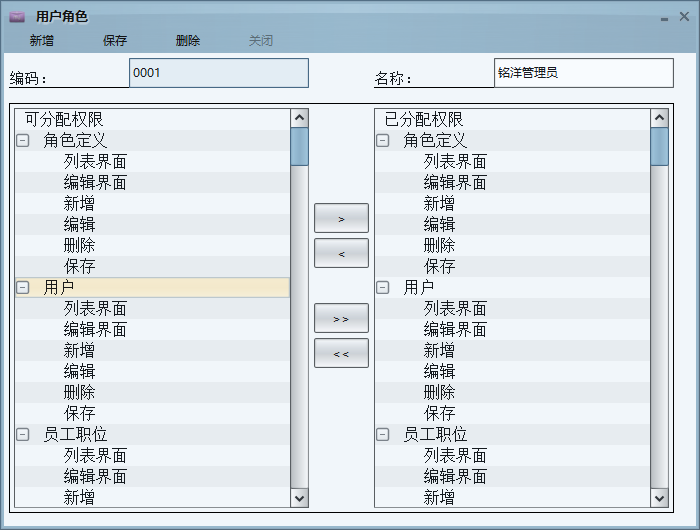 用户角色
新增 保存 删除 关闭
编码： 0001 名称： 铭洋管理员
可分配权限
角色定义
列表界面
编辑界面
新增
编辑
删除
保存
用户
列表界面
编辑界面
新增
编辑
删除
保存
员工职位
列表界面
编辑界面
新增
>
<
>>
<<
已分配权限
角色定义
列表界面
编辑界面
新增
编辑
删除
保存
用户
列表界面
编辑界面
新增
编辑
删除
保存
员工职位
列表界面
编辑界面
新增